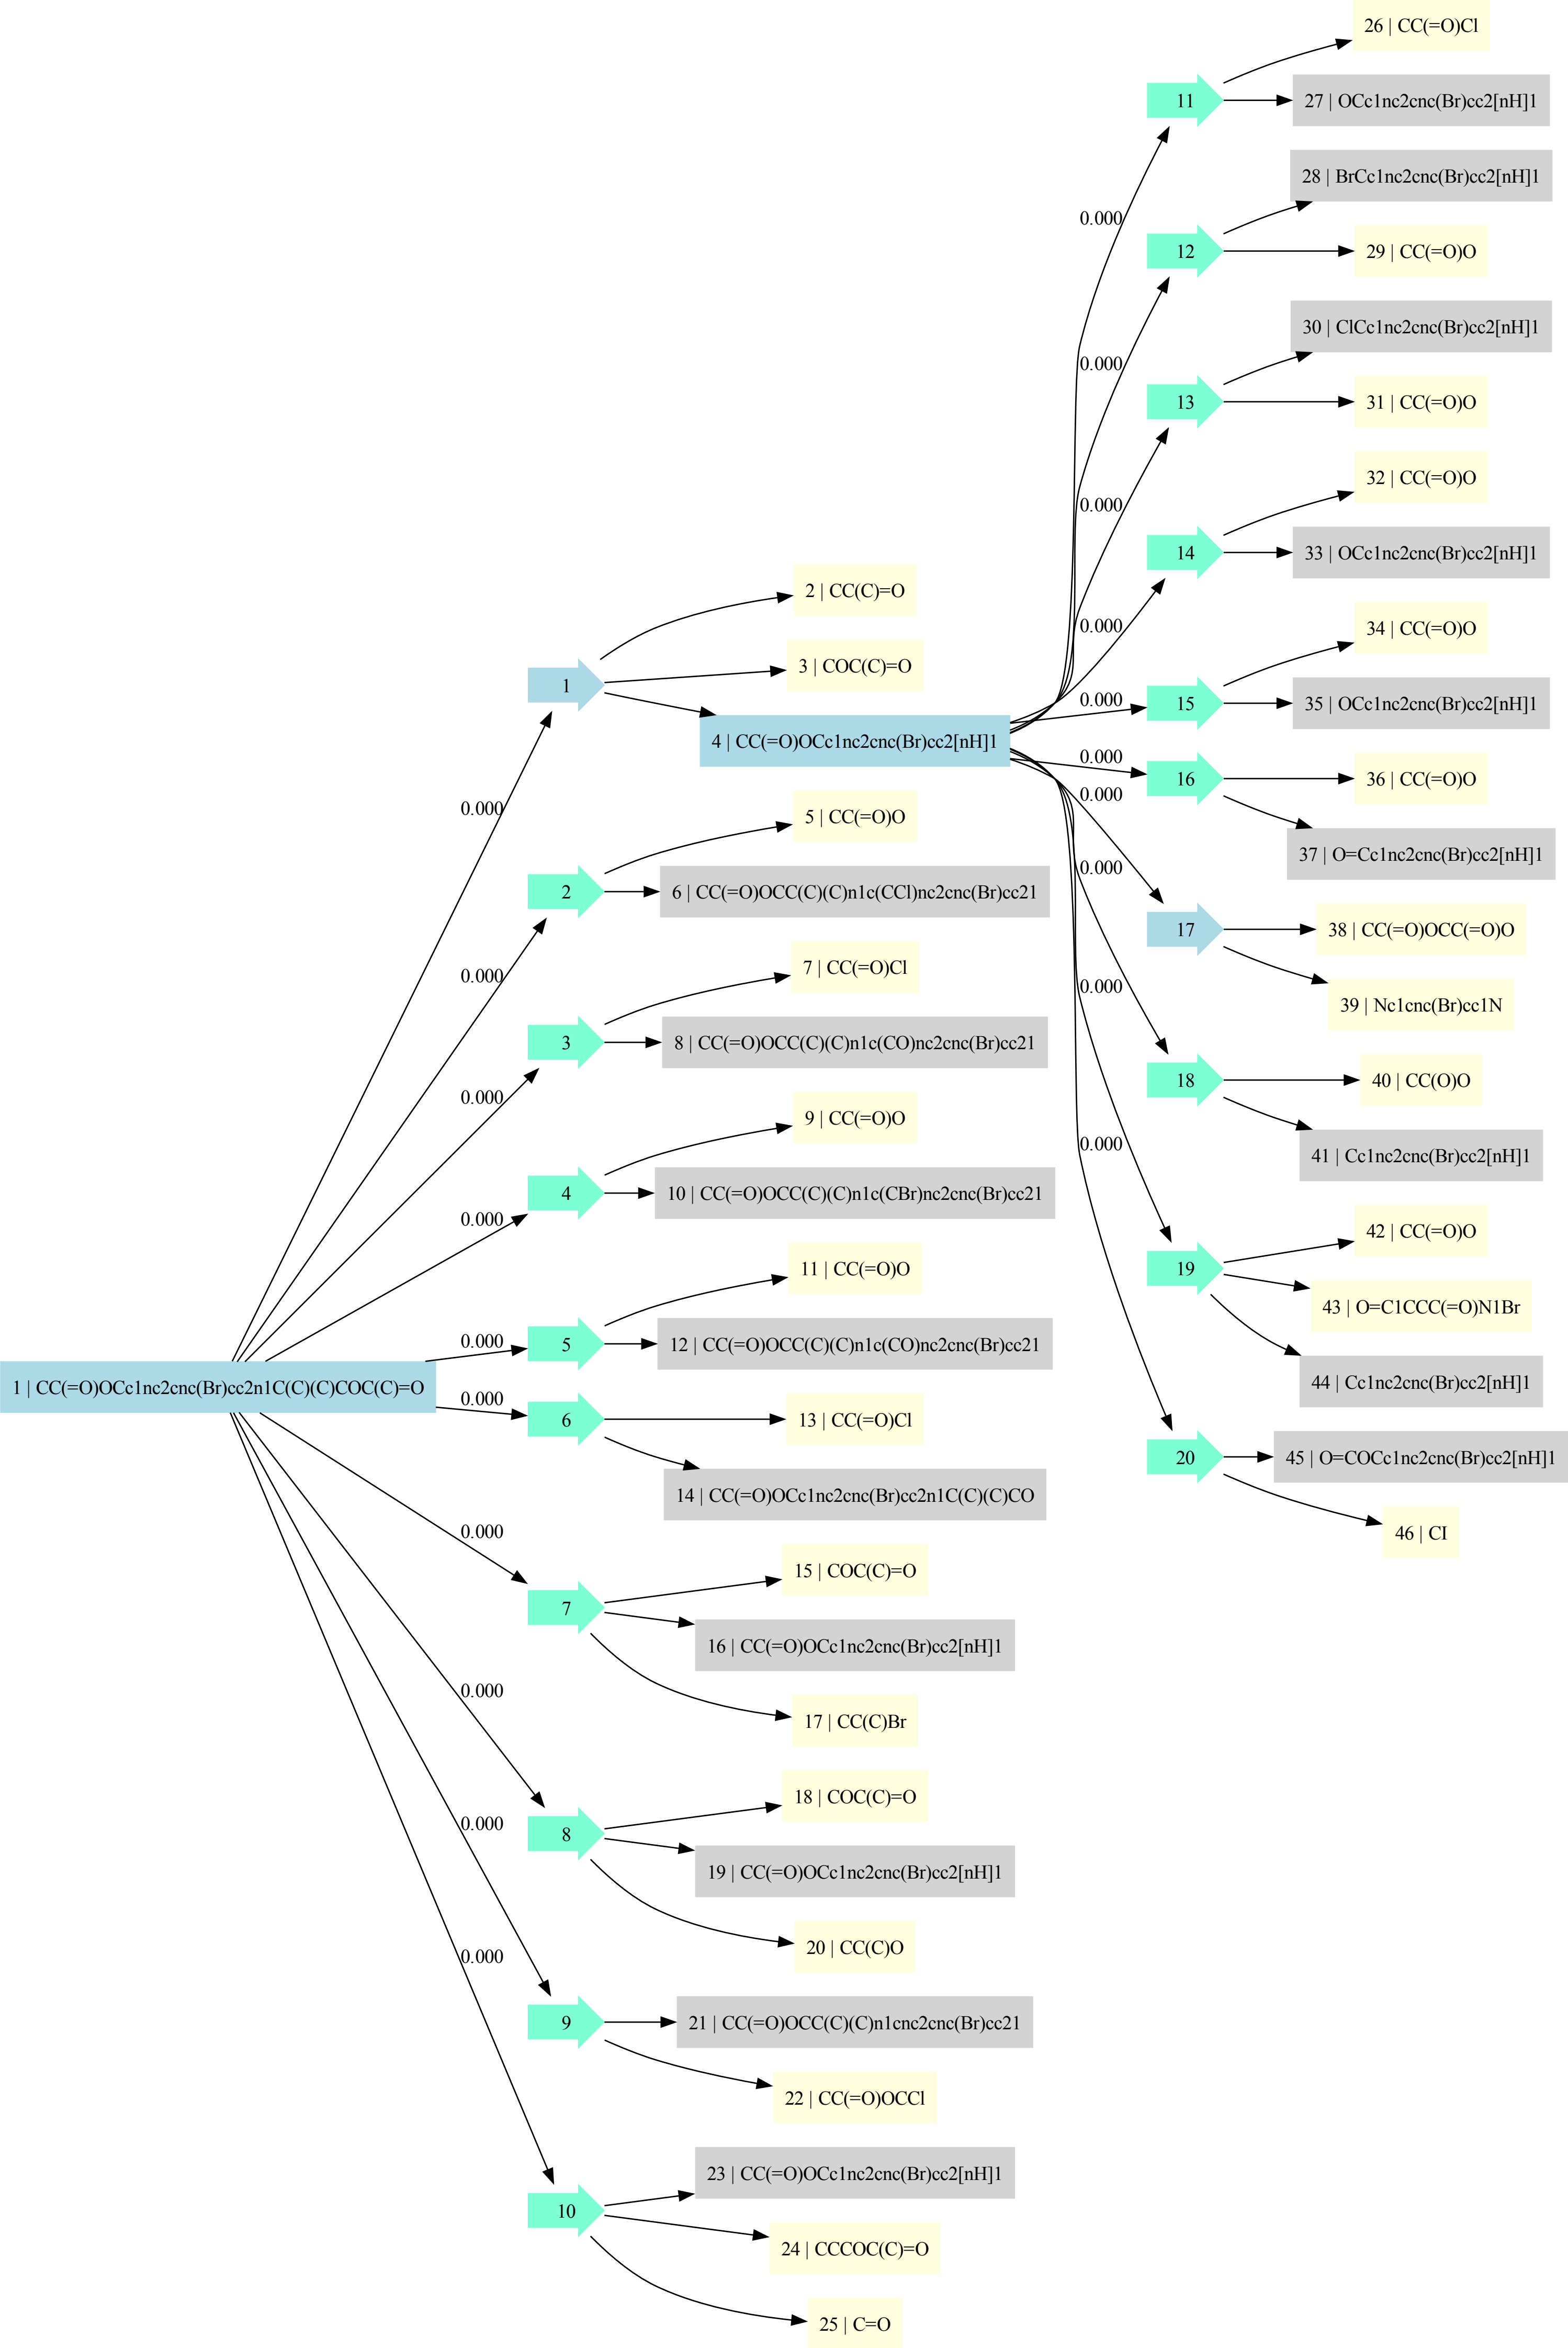 1 | CC(=O)OCc1nc2cnc(Br)cc2n1C(C)(C)COC(C)=O
0.000
0.000
0.000
0.000
0.000
0.000
0.000
0.000
0.000
0.000
1
2
3
4
5
6
7
8
9
10
2 | CC(C)=O
3 | COC(C)=O
4 | CC(=O)OCc1nc2cnc(Br)cc2[nH]1
5 | CC(=O)O
6 | CC(=O)OCC(C)(C)n1c(CCl)nc2cnc(Br)cc21
7 | CC(=O)Cl
8 | CC(=O)OCC(C)(C)n1c(CO)nc2cnc(Br)cc21
9 | CC(=O)O
10 | CC(=O)OCC(C)(C)n1c(CBr)nc2cnc(Br)cc21
11 | CC(=O)O
12 | CC(=O)OCC(C)(C)n1c(CO)nc2cnc(Br)cc21
13 | CC(=O)Cl
14 | CC(=O)OCc1nc2cnc(Br)cc2n1C(C)(C)CO
15 | COC(C)=O
16 | CC(=O)OCc1nc2cnc(Br)cc2[nH]1
17 | CC(C)Br
18 | COC(C)=O
19 | CC(=O)OCc1nc2cnc(Br)cc2[nH]1
20 | CC(C)O
21 | CC(=O)OCC(C)(C)n1cnc2cnc(Br)cc21
22 | CC(=O)OCCl
23 | CC(=O)OCc1nc2cnc(Br)cc2[nH]1
24 | CCCOC(C)=O
25 | C=O
0.000
0.000
0.000
0.000
0.000
0.000
0.000
0.000
0.000
0.000
11
12
13
14
15
16
17
18
19
20
26 | CC(=O)Cl
27 | OCc1nc2cnc(Br)cc2[nH]1
28 | BrCc1nc2cnc(Br)cc2[nH]1
29 | CC(=O)O
30 | ClCc1nc2cnc(Br)cc2[nH]1
31 | CC(=O)O
32 | CC(=O)O
33 | OCc1nc2cnc(Br)cc2[nH]1
34 | CC(=O)O
35 | OCc1nc2cnc(Br)cc2[nH]1
36 | CC(=O)O
37 | O=Cc1nc2cnc(Br)cc2[nH]1
38 | CC(=O)OCC(=O)O
39 | Nc1cnc(Br)cc1N
40 | CC(O)O
41 | Cc1nc2cnc(Br)cc2[nH]1
42 | CC(=O)O
43 | O=C1CCC(=O)N1Br
44 | Cc1nc2cnc(Br)cc2[nH]1
45 | O=COCc1nc2cnc(Br)cc2[nH]1
46 | CI